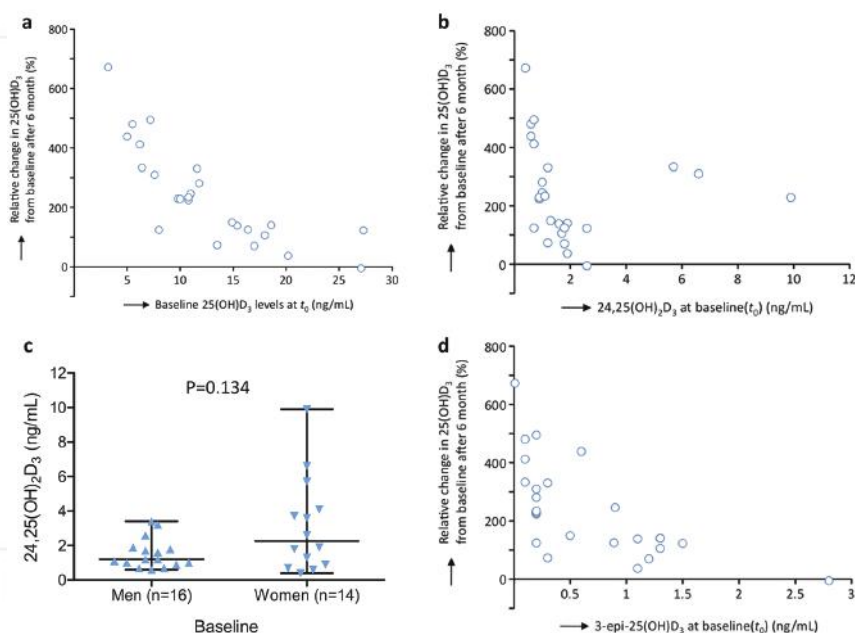 a
Relative change in 25(OH)D₃
from baseline after 6 month (%)
800
600
400
200
0
5
10
15
20
25
30
Baseline 25(OH)D₃ levels at t₀ (ng/mL)
b
Relative change in 25(OH)D₃
from baseline after 6 month (%)
800
600
400
200
0
2
4
6
8
10
12
24,25(OH)₂D₃ at baseline(t₀) (ng/mL)
c
24,25(OH)₂D₃ (ng/mL)
12
10
8
6
4
2
0
P=0.134
Men (n=16)
Women (n=14)
Baseline
d
Relative change in 25(OH)D₃
from baseline after 6 month (%)
800
600
400
200
0
0.5
1
1.5
2
2.5
3
3-epi-25(OH)D₃ at baseline(t₀) (ng/mL)